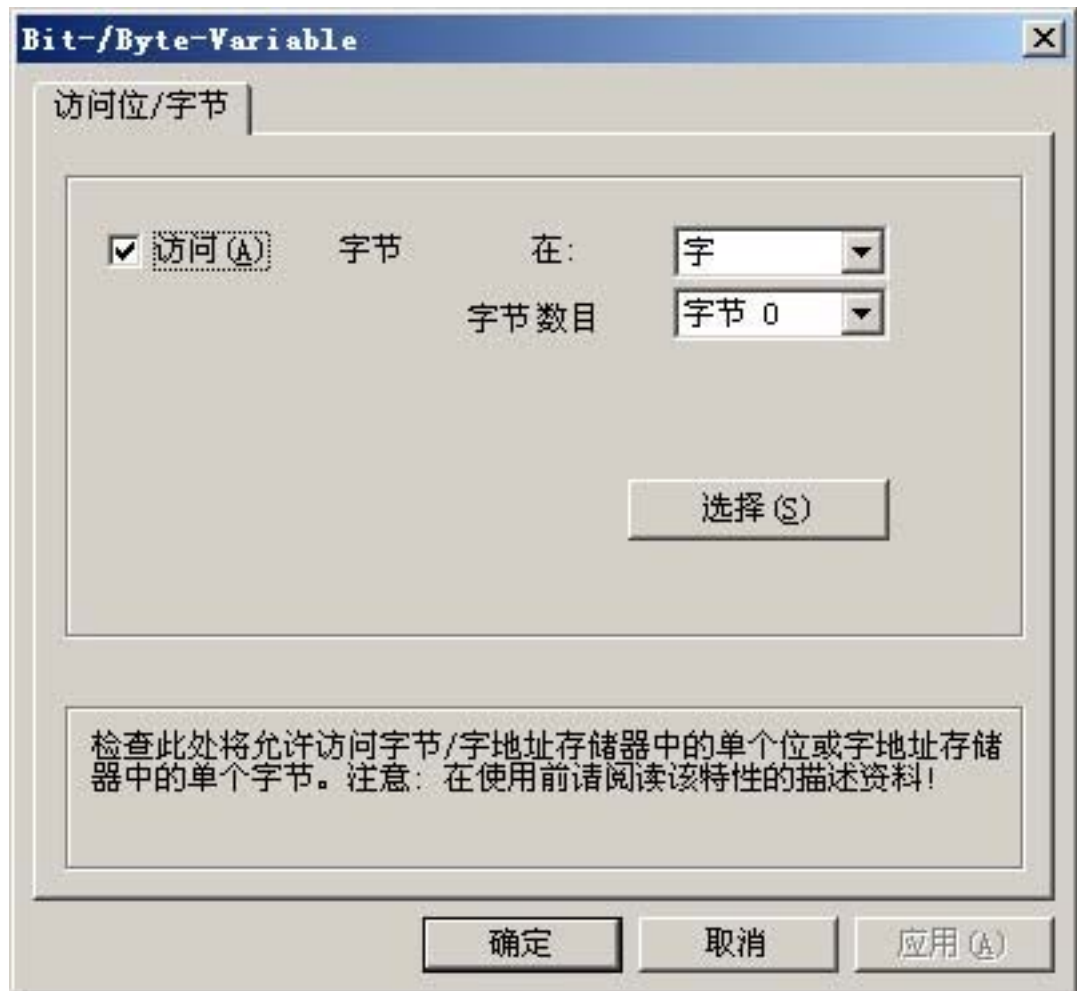 Bit-/Byte-Variable
访问位/字节
访问(A) 字节 在: 字
字节数目 字节 0
选择(S)
检查此处将允许访问字节/字地址存储器中的单个位或字地址存储
器中的单个字节。注意: 在使用前请阅读该特性的描述资料!
确定 取消 应用(A)